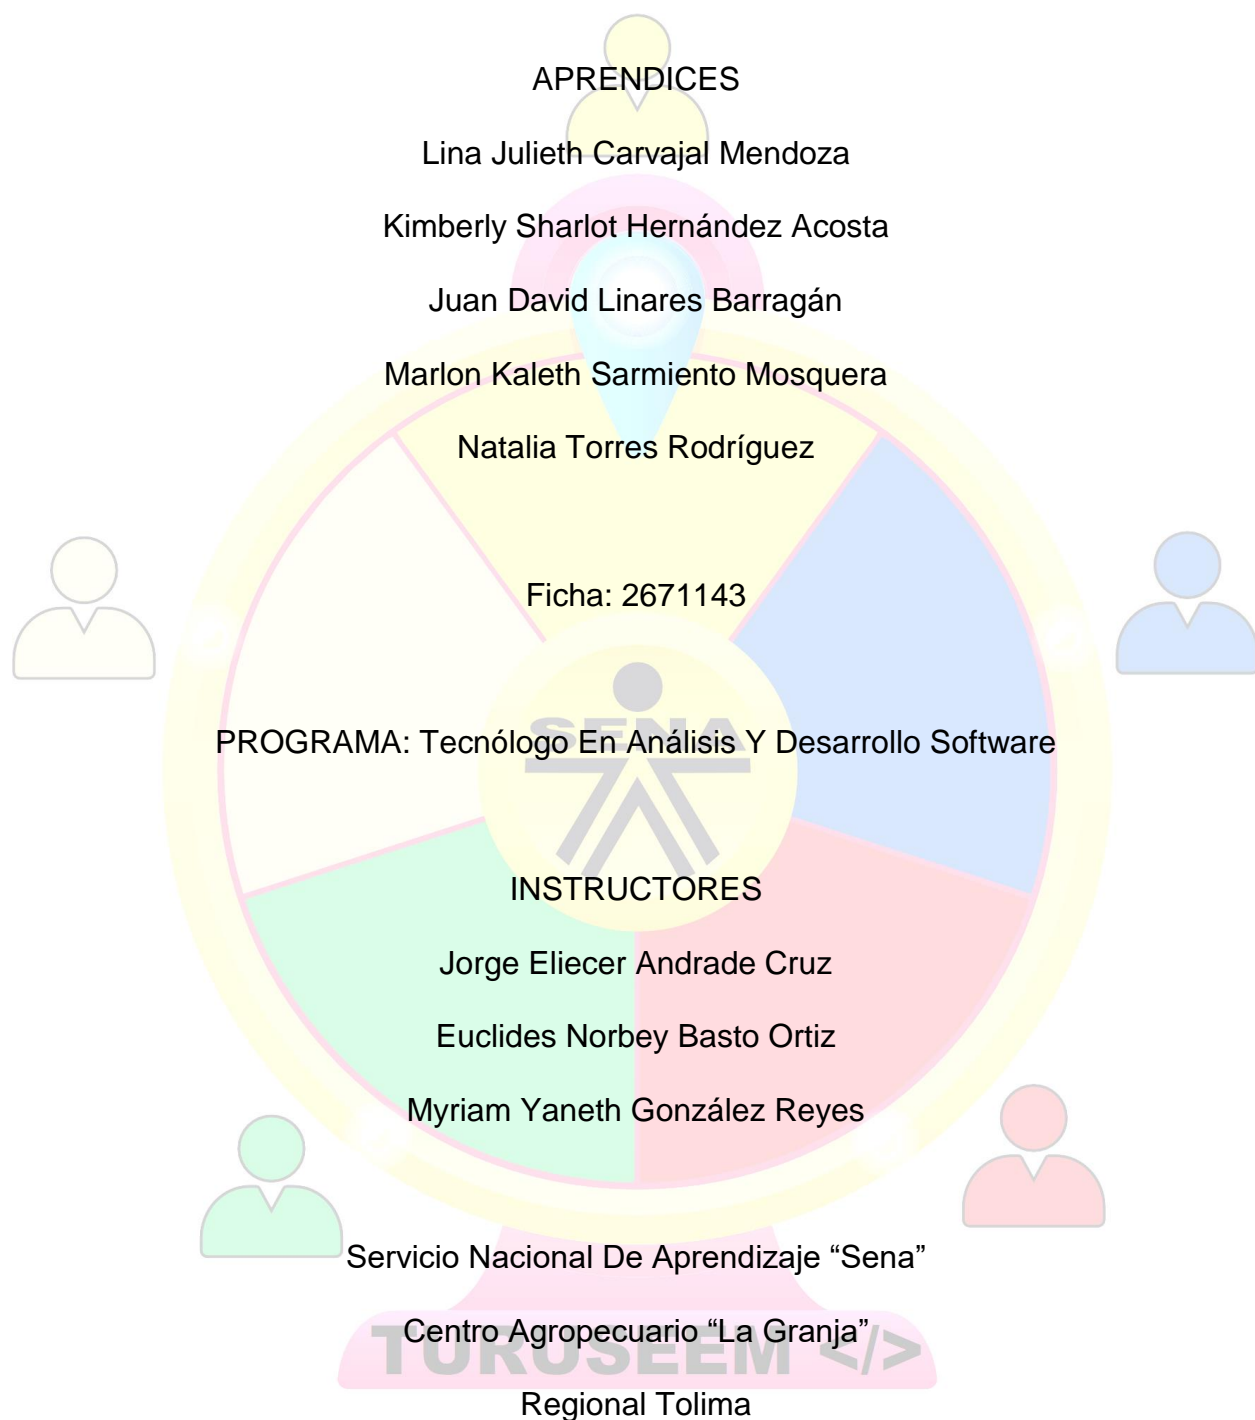 APRENDICES
Lina Julieth Carvajal Mendoza
Kimberly Sharlot Hernández Acosta
Juan David Linares Barragán
Marlon Kaleth Sarmiento Mosquera
Natalia Torres Rodríguez
Ficha: 2671143
SENA
PROGRAMA: Tecnólogo En Análisis Y Desarrollo Software
INSTRUCTORES
Jorge Eliecer Andrade Cruz
Euclides Norbey Basto Ortiz
Myriam Yaneth González Reyes
Servicio Nacional De Aprendizaje “Sena”
Centro Agropecuario “La Granja”
TURUSEEM </>
Regional Tolima